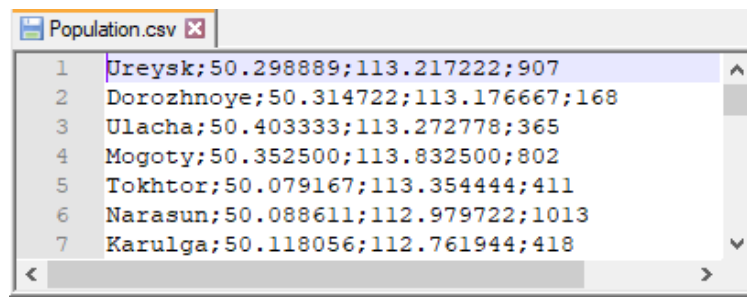 Population.csv
1 Ureysk;50.298889;113.217222;907
2 Dorozhnoye;50.314722;113.176667;168
3 Ulacha;50.403333;113.272778;365
4 Mogoty;50.352500;113.832500;802
5 Tokhtor;50.079167;113.354444;411
6 Narasun;50.088611;112.979722;1013
7 Karulga;50.118056;112.761944;418